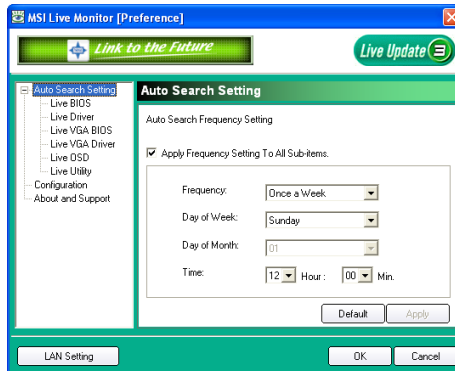 MSI Live Monitor [Preference]
Link to the Future
Live Update
Auto Search Setting
Live BIOS
Live Driver
Live VGA BIOS
Live VGA Driver
Live OSD
Live Utility
Configuration
About and Support
Auto Search Setting
Auto Search Frequency Setting
Apply Frequency Setting To All Sub-items.
Frequency: Once a Week
Day of Week: Sunday
Day of Month: 01
Time: 12 Hour : 00 Min.
Default Apply
LAN Setting OK Cancel